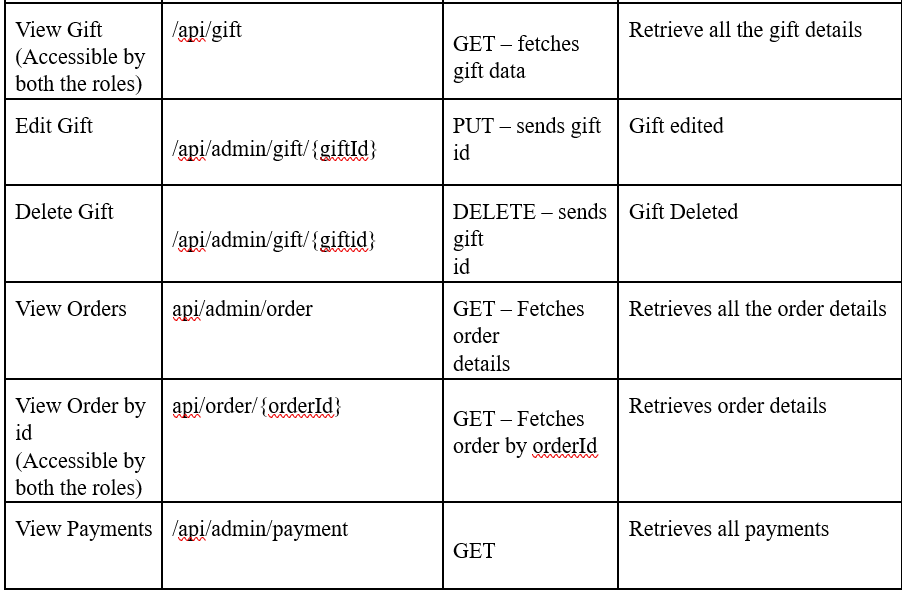 View Gift
(Accessible by
both the roles)
/api/gift
GET – fetches
gift data
Retrieve all the gift details
Edit Gift
/api/admin/gift/{giftId}
PUT – sends gift
id
Gift edited
Delete Gift
/api/admin/gift/{giftid}
DELETE – sends
gift
id
Gift Deleted
View Orders
api/admin/order
GET – Fetches
order
details
Retrieves all the order details
View Order by
id
(Accessible by
both the roles)
api/order/{orderId}
GET – Fetches
order by orderId
Retrieves order details
View Payments
/api/admin/payment
GET
Retrieves all payments